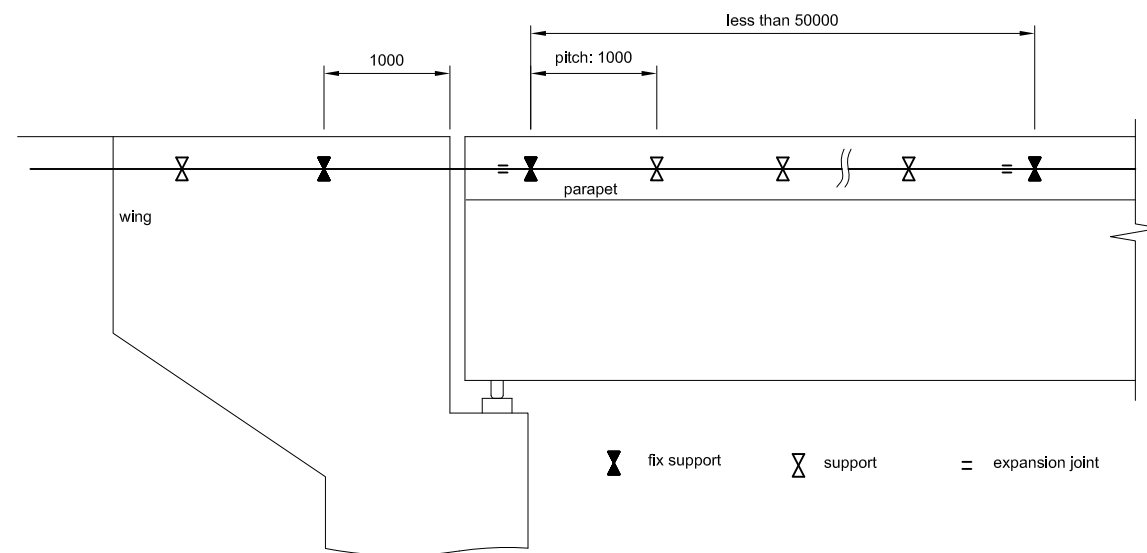 less than 50000
1000
pitch: 1000
parapet
wing
fix support
support
expansion joint